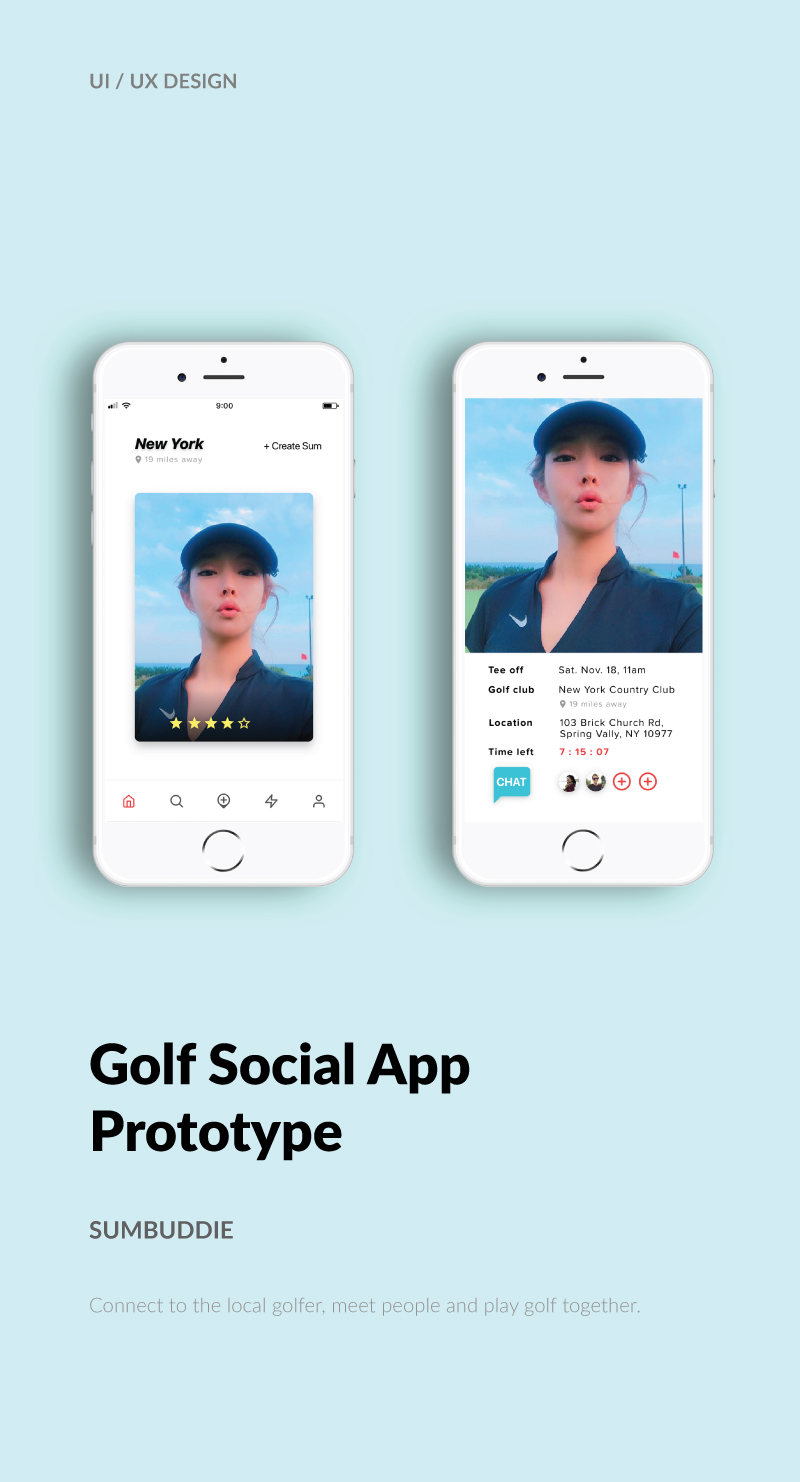 UI / UX DESIGN
9:00
New York
+ Create Sum
19 miles away
Tee off Sat. Nov. 18, 11am
Golf club New York Country Club
19 miles away
Location 103 Brick Church Rd,
Spring Vally, NY 10977
Time left 7 : 15 : 07
CHAT
Golf Social App
Prototype
SUMBUDDIE
Connect to the local golfer, meet people and play golf together.